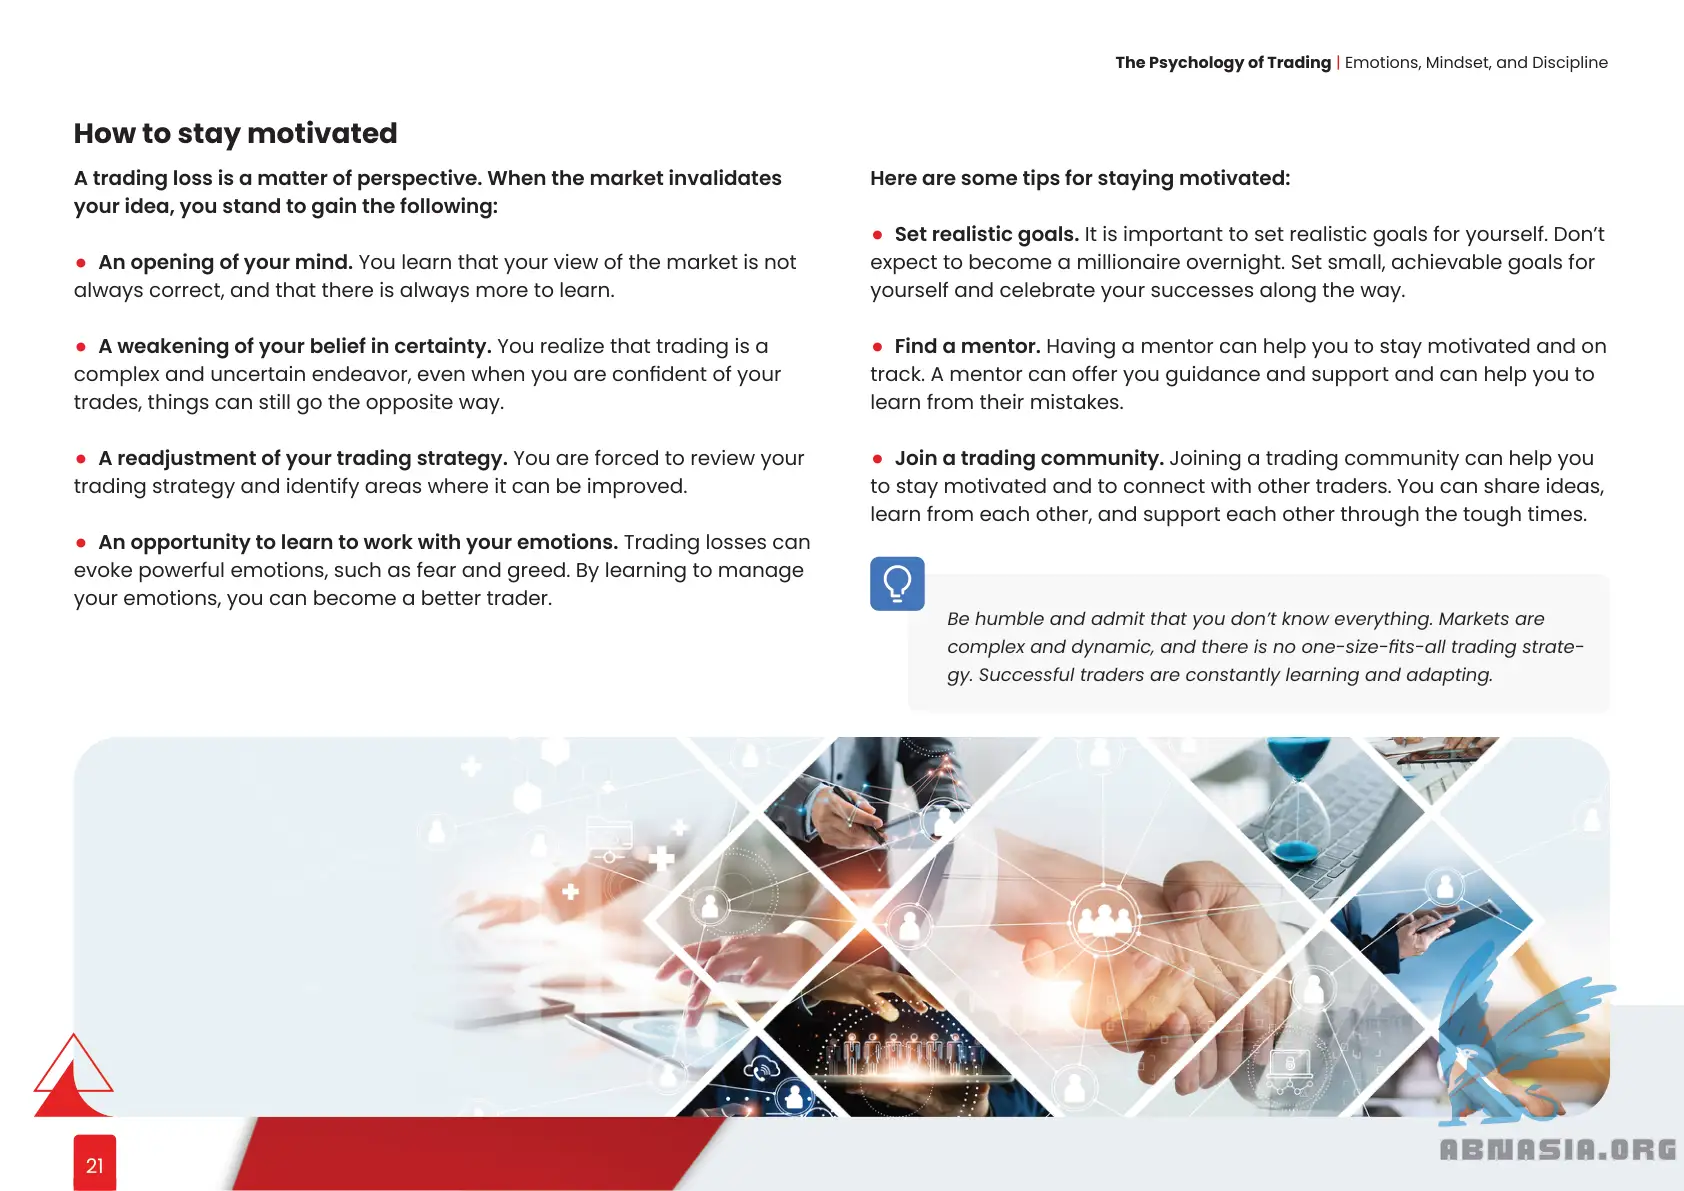 The Psychology of Trading | Emotions, Mindset, and Discipline
How to stay motivated
A trading loss is a matter of perspective. When the market invalidates
your idea, you stand to gain the following:
● An opening of your mind. You learn that your view of the market is not
always correct, and that there is always more to learn.
● A weakening of your belief in certainty. You realize that trading is a
complex and uncertain endeavor, even when you are confident of your
trades, things can still go the opposite way.
● A readjustment of your trading strategy. You are forced to review your
trading strategy and identify areas where it can be improved.
● An opportunity to learn to work with your emotions. Trading losses can
evoke powerful emotions, such as fear and greed. By learning to manage
your emotions, you can become a better trader.
Here are some tips for staying motivated:
● Set realistic goals. It is important to set realistic goals for yourself. Don’t
expect to become a millionaire overnight. Set small, achievable goals for
yourself and celebrate your successes along the way.
● Find a mentor. Having a mentor can help you to stay motivated and on
track. A mentor can offer you guidance and support and can help you to
learn from their mistakes.
● Join a trading community. Joining a trading community can help you
to stay motivated and to connect with other traders. You can share ideas,
learn from each other, and support each other through the tough times.
Be humble and admit that you don’t know everything. Markets are
complex and dynamic, and there is no one-size-fits-all trading strate-
gy. Successful traders are constantly learning and adapting.
21
ABNASIA.ORG